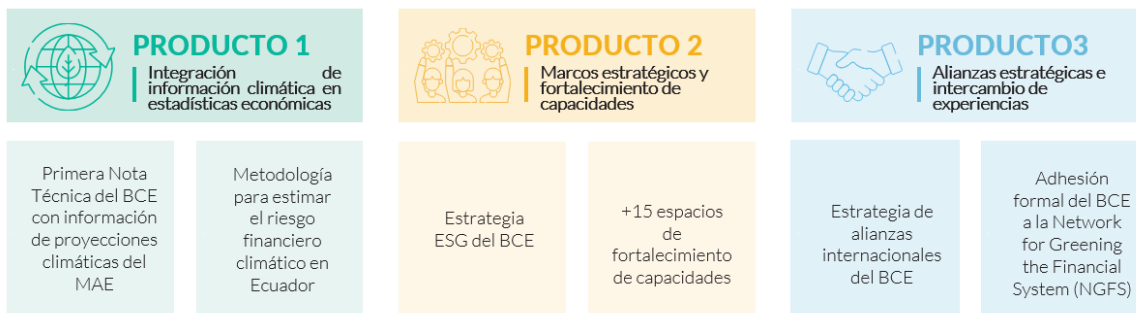 PRODUCTO 1
Integración de
información climática en
estadísticas económicas
PRODUCTO 2
Marcos estratégicos y
fortalecimiento de
capacidades
PRODUCTO3
Alianzas estratégicas e
intercambio de
experiencias
Primera Nota
Técnica del BCE
con información
de proyecciones
climáticas del
MAE
Metodología
para estimar
el riesgo
financiero
climático en
Ecuador
Estrategia
ESG del BCE
+15 espacios
de
fortalecimiento
de capacidades
Estrategia de
alianzas
internacionales
del BCE
Adhesión
formal del BCE
a la Network
for Greening
the Financial
System (NGFS)